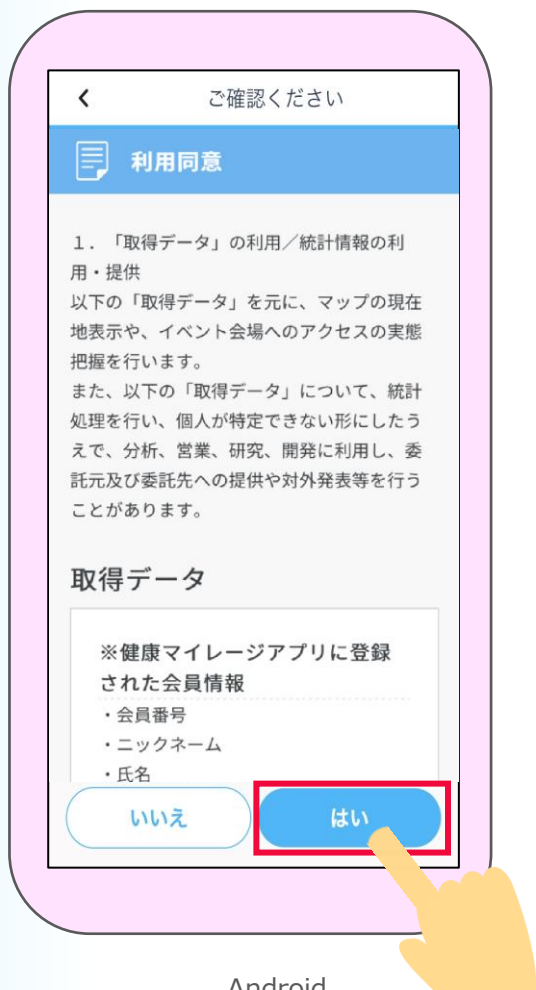 ご確認ください
利用同意
１．「取得データ」の利用／統計情報の利
用・提供
以下の「取得データ」を元に、マップの現在
地表示や、イベント会場へのアクセスの実態
把握を行います。
また、以下の「取得データ」について、統計
処理を行い、個人が特定できない形にしたう
えで、分析、営業、研究、開発に利用し、委
託元及び委託先への提供や対外発表等を行う
ことがあります。
取得データ
※健康マイレージアプリに登録
された会員情報
・会員番号
・ニックネーム
・氏名
いいえ
はい
Android